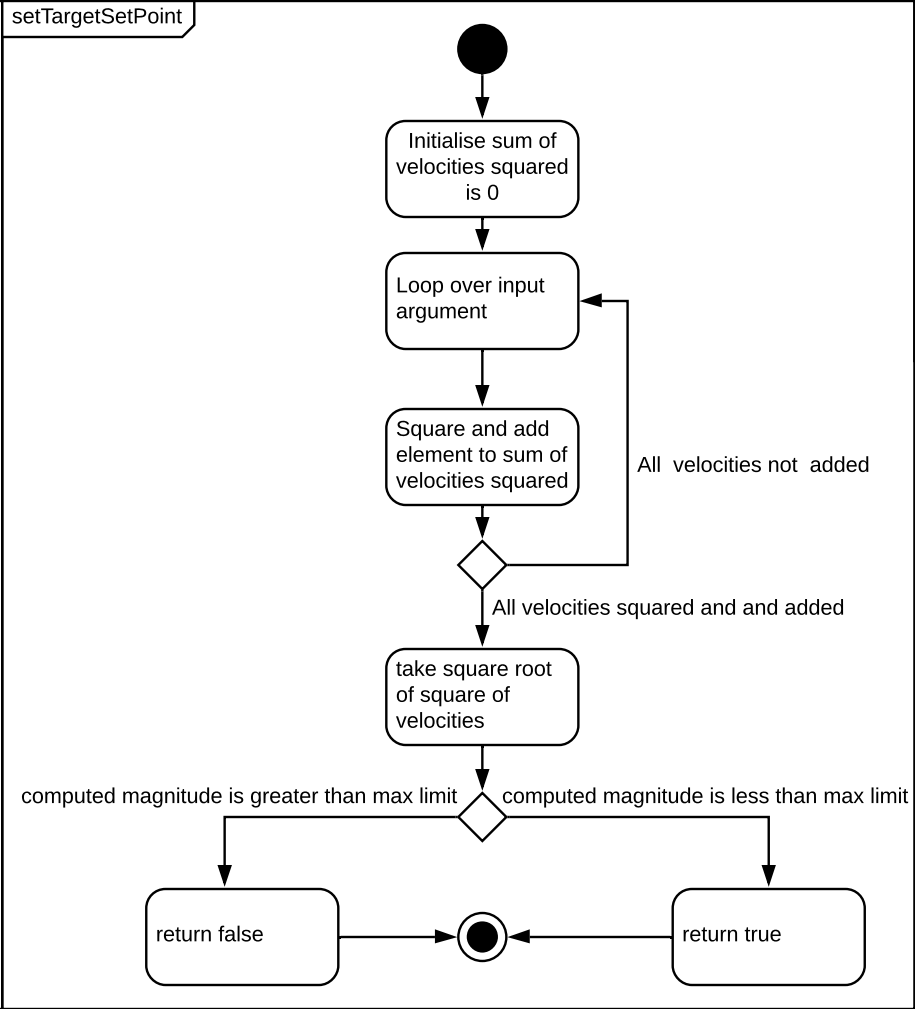 setTargetSetPoint
Initialise sum of
velocities squared
is 0
Loop over input
argument
Square and add
element to sum of
velocities squared
All  velocities not  added
All velocities squared and and added
take square root
of square of
velocities
computed magnitude is greater than max limit
computed magnitude is less than max limit
return false
return true